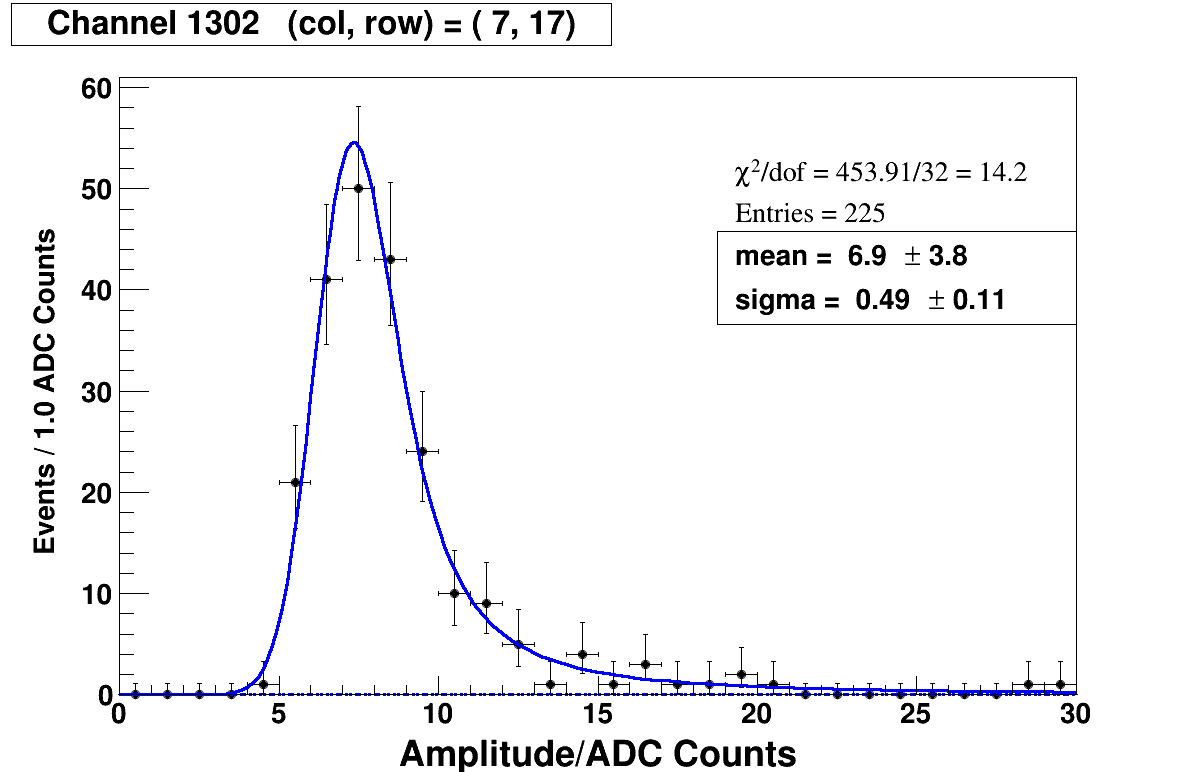 Channel 1302 (col, row) = ( 7, 17)
60
50
40
30
20
10
0
Events / 1.0 ADC Counts
χ²/dof = 453.91/32 = 14.2
Entries = 225
mean = 6.9 ± 3.8
sigma = 0.49 ± 0.11
0 5 10 15 20 25 30
Amplitude/ADC Counts